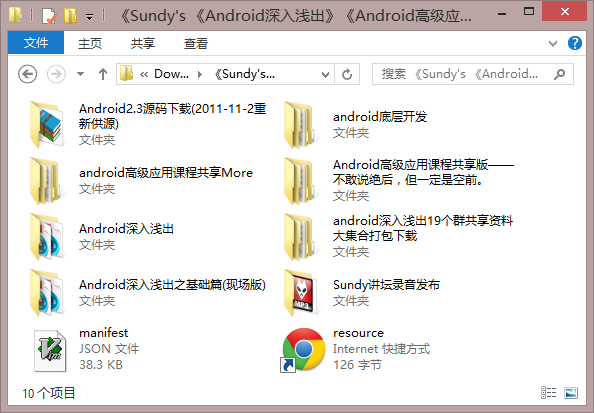 《Sundy's 《Android深入浅出》《Android高级应...
文件 主页 共享 查看
« Dow... 《Sundy's... 搜索 《Sundy's 《Android...
Android2.3源码下载(2011-11-2重
新供源)
文件夹
android底层开发
文件夹
android高级应用课程共享More
文件夹
Android高级应用课程共享版——
不敢说绝后，但一定是空前。
文件夹
Android深入浅出
文件夹
android深入浅出19个群共享资料
大集合打包下载
文件夹
Android深入浅出之基础篇(现场版)
文件夹
Sundy讲坛录音发布
文件夹
MP3
manifest
JSON 文件
38.3 KB
resource
Internet 快捷方式
126 字节
10 个项目